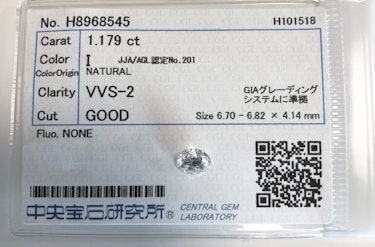 No. H8968545 H101518
Carat 1.179 ct
Color I JJA/AGL認定No.201
ColorOrigin NATURAL
Clarity VVS-2 GIAグレーディング
システムに準拠
Cut GOOD Size 6.70 - 6.82 × 4.14 mm
Fluo, NONE
中央宝石研究所® CENTRAL GEM
LABORATORY